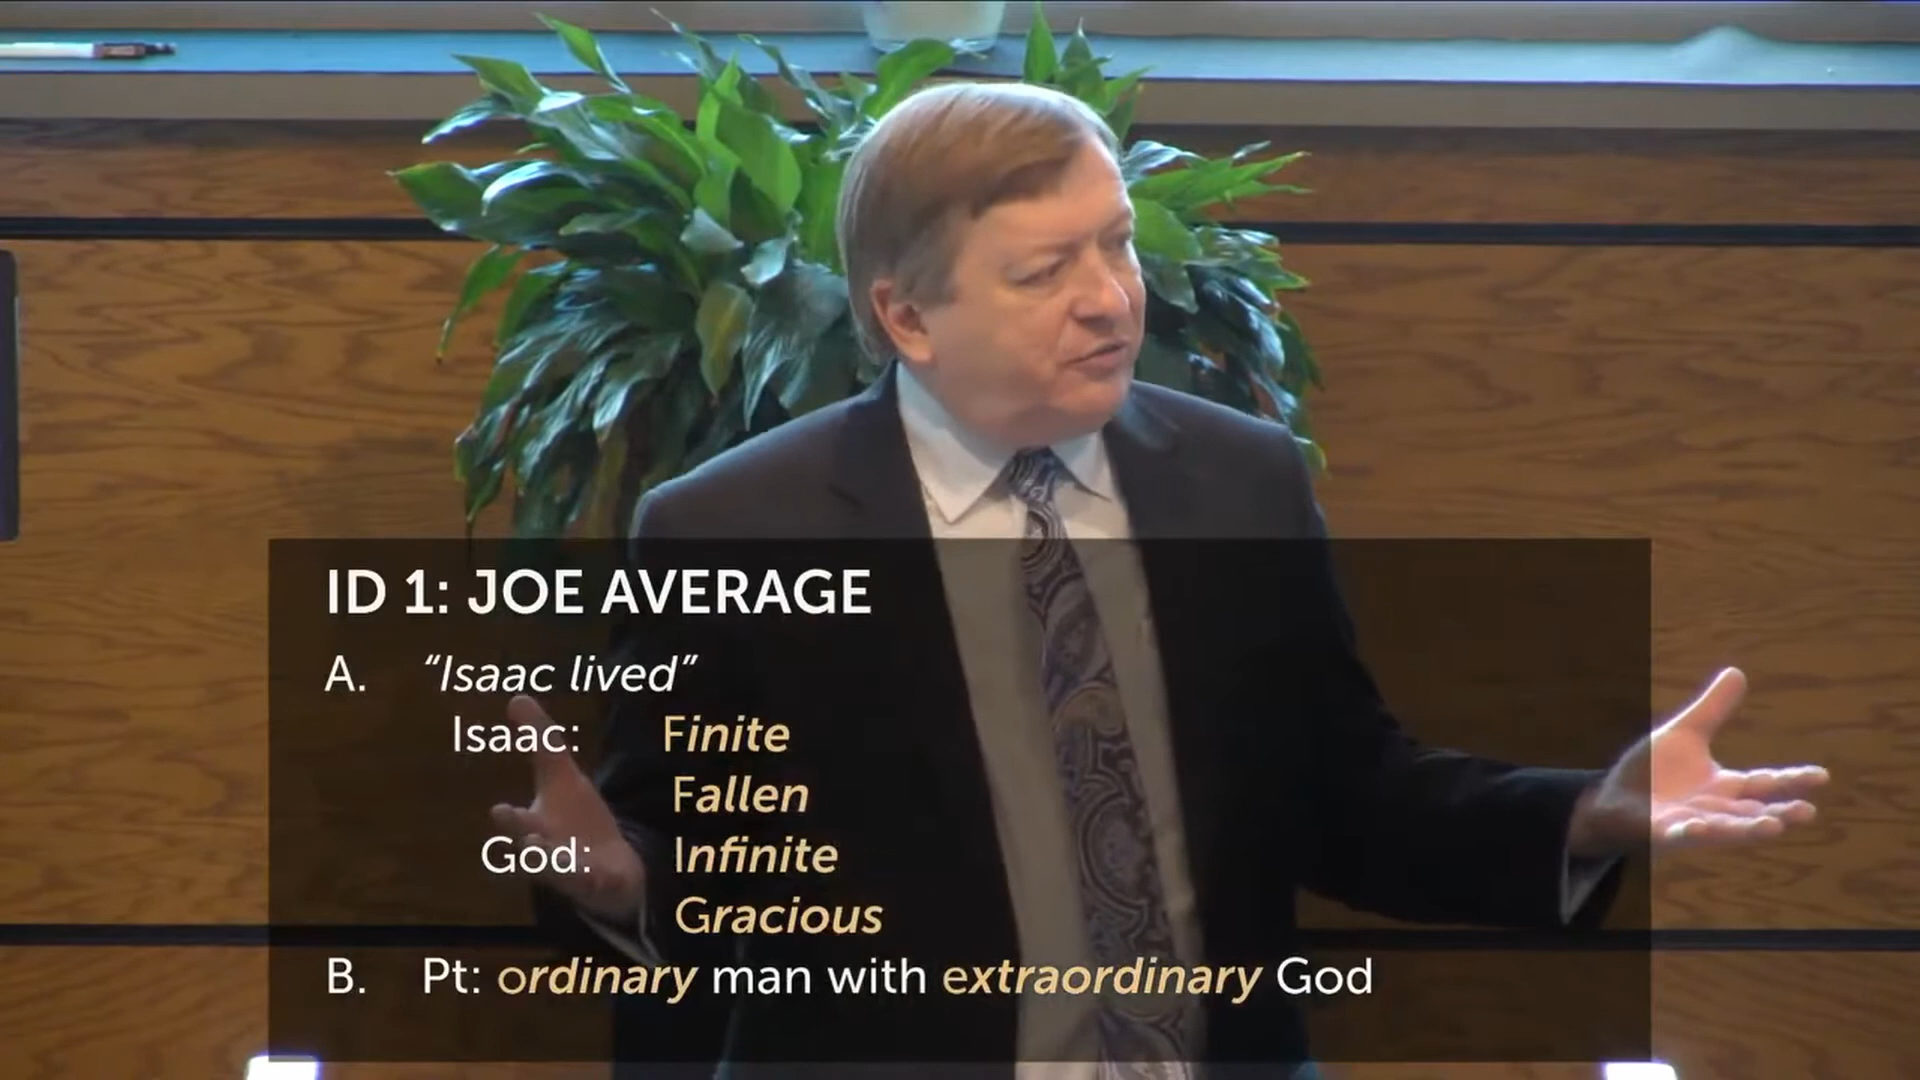 ID 1: JOE AVERAGE
A. “Isaac lived”
Isaac: Finite
Fallen
God: Infinite
Gracious
B. Pt: ordinary man with extraordinary God